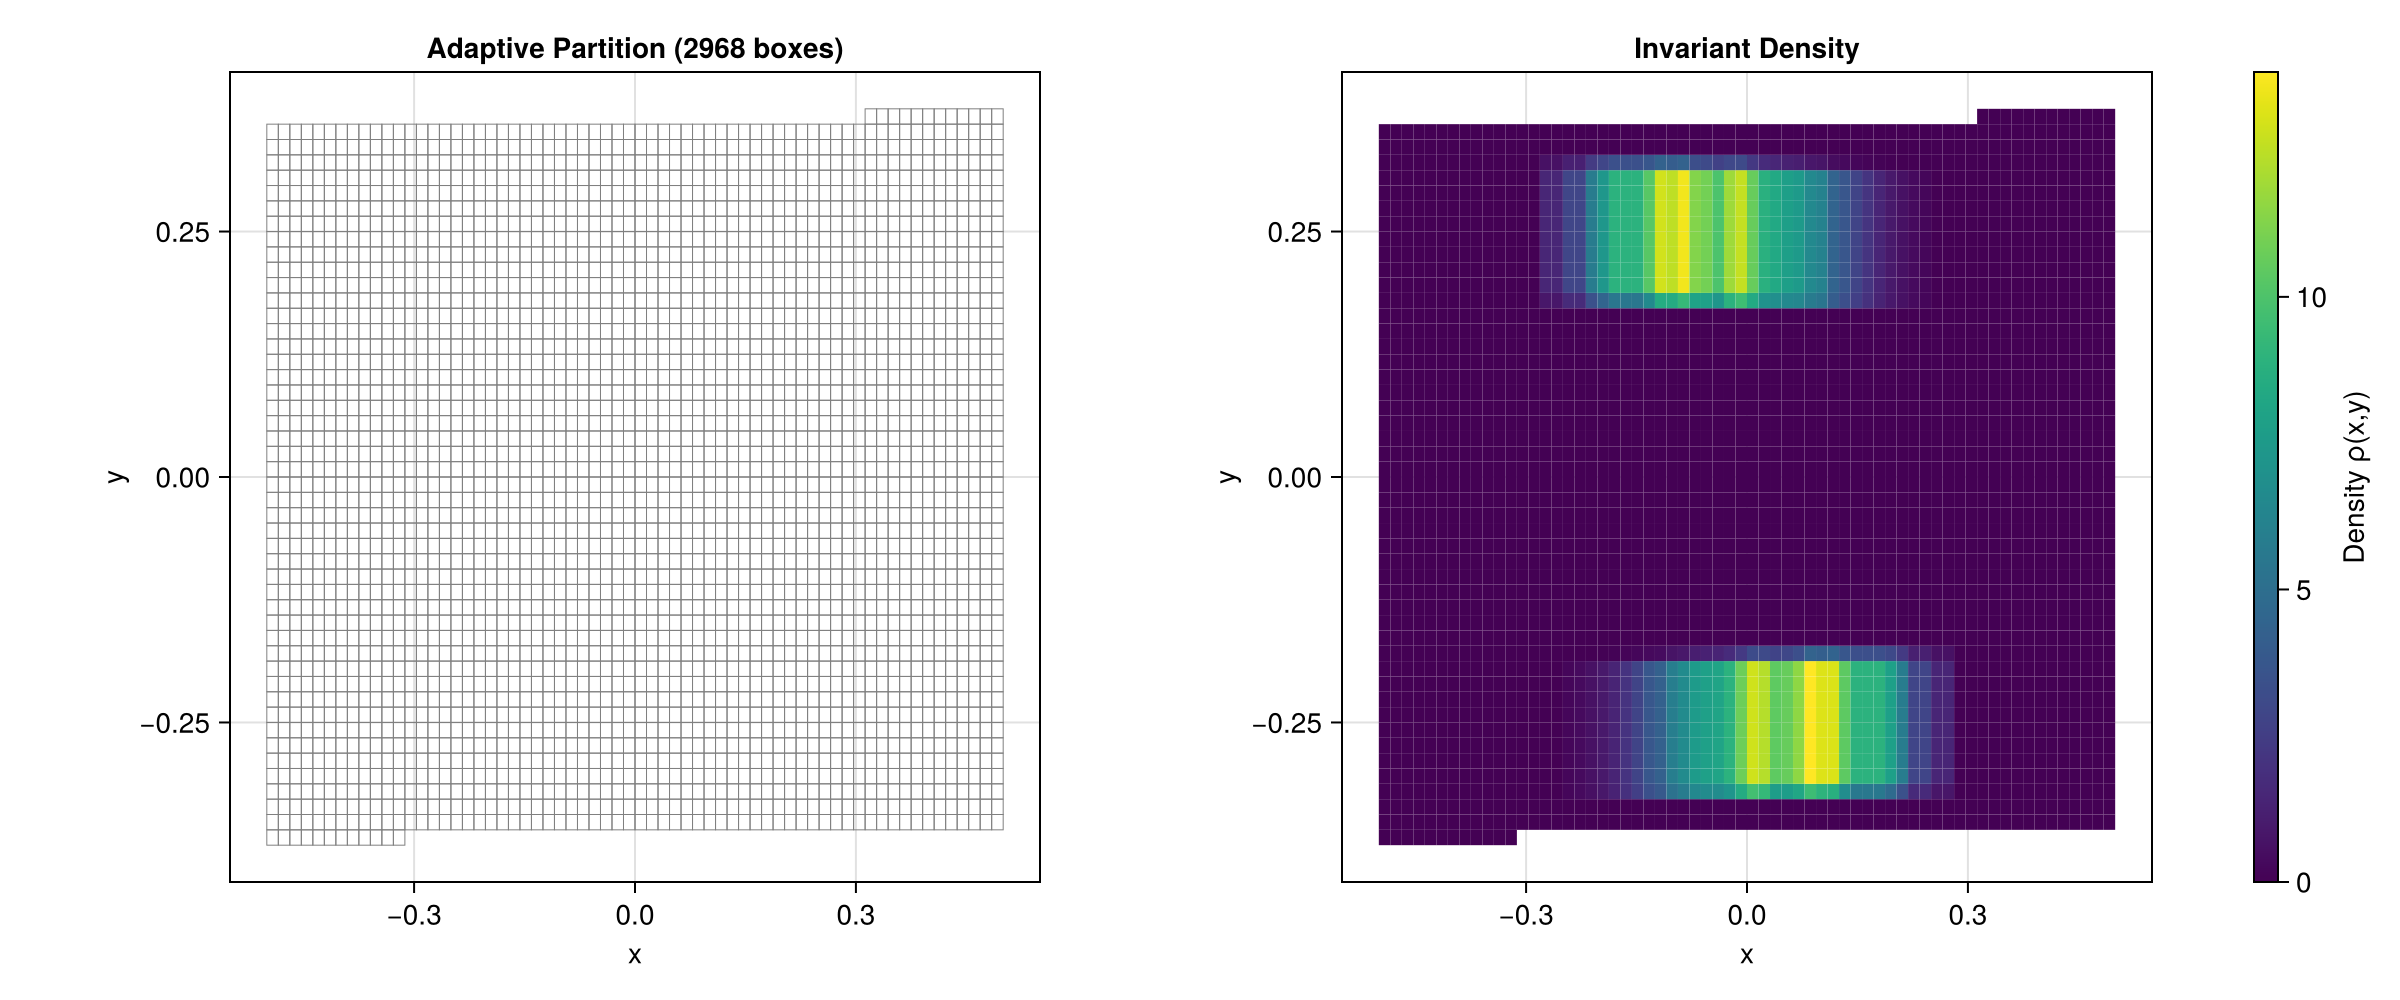 Adaptive Partition (2968 boxes)
y
0.25
0.00
−0.25
−0.3
0.0
0.3
x
Invariant Density
y
0.25
0.00
−0.25
−0.3
0.0
0.3
x
10
5
0
Density ρ(x,y)